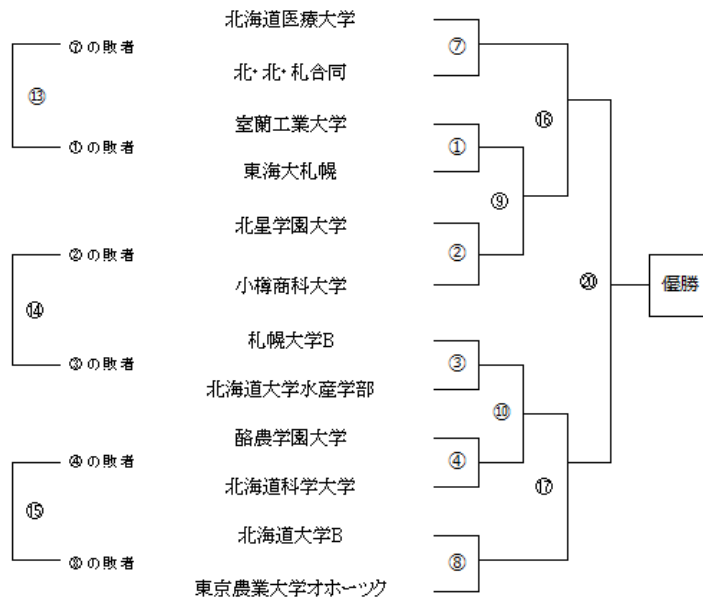 北海道医療大学
⑦の敗者
⑦
北・北・札合同
⑬
⑯
室蘭工業大学
①の敗者
①
東海大札幌
⑨
北星学園大学
②の敗者
②
小樽商科大学
⑳
優勝
⑭
札幌大学B
③の敗者
③
北海道大学水産学部
⑩
酪農学園大学
④の敗者
④
北海道科学大学
⑰
⑮
北海道大学B
⑧の敗者
⑧
東京農業大学オホーツク